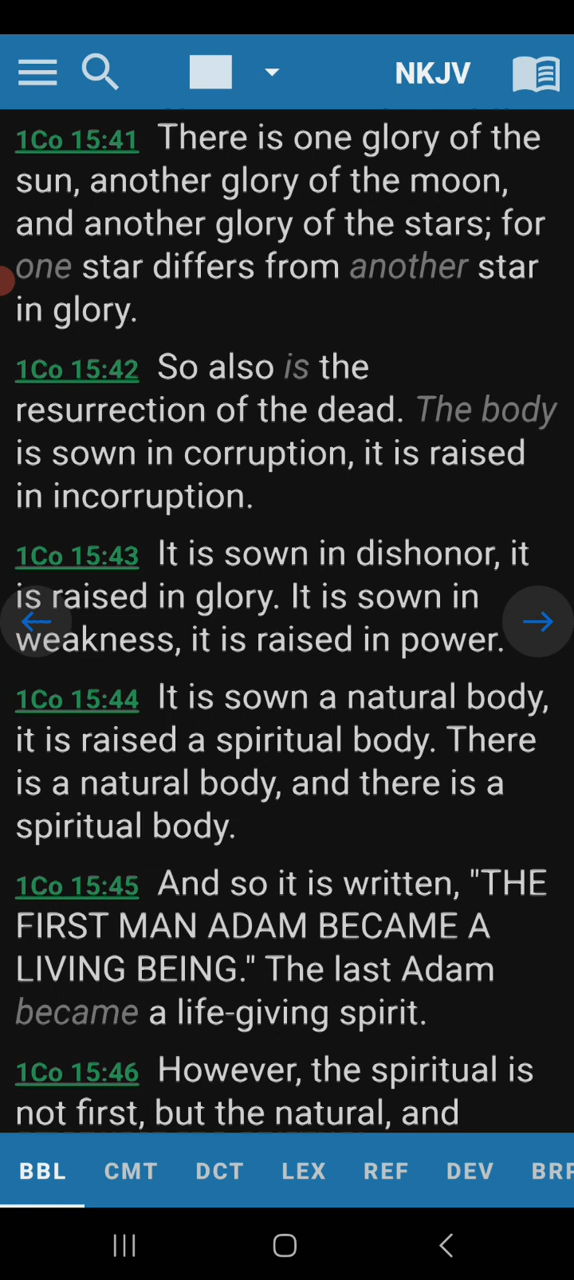 NKJV
1Co 15:41 There is one glory of the
sun, another glory of the moon,
and another glory of the stars; for
one star differs from another star
in glory.
1Co 15:42 So also is the
resurrection of the dead. The body
is sown in corruption, it is raised
in incorruption.
1Co 15:43 It is sown in dishonor, it
is raised in glory. It is sown in
weakness, it is raised in power.
1Co 15:44 It is sown a natural body,
it is raised a spiritual body. There
is a natural body, and there is a
spiritual body.
1Co 15:45 And so it is written, "THE
FIRST MAN ADAM BECAME A
LIVING BEING." The last Adam
became a life-giving spirit.
1Co 15:46 However, the spiritual is
not first, but the natural, and
BBL CMT DCT LEX REF DEV BRP